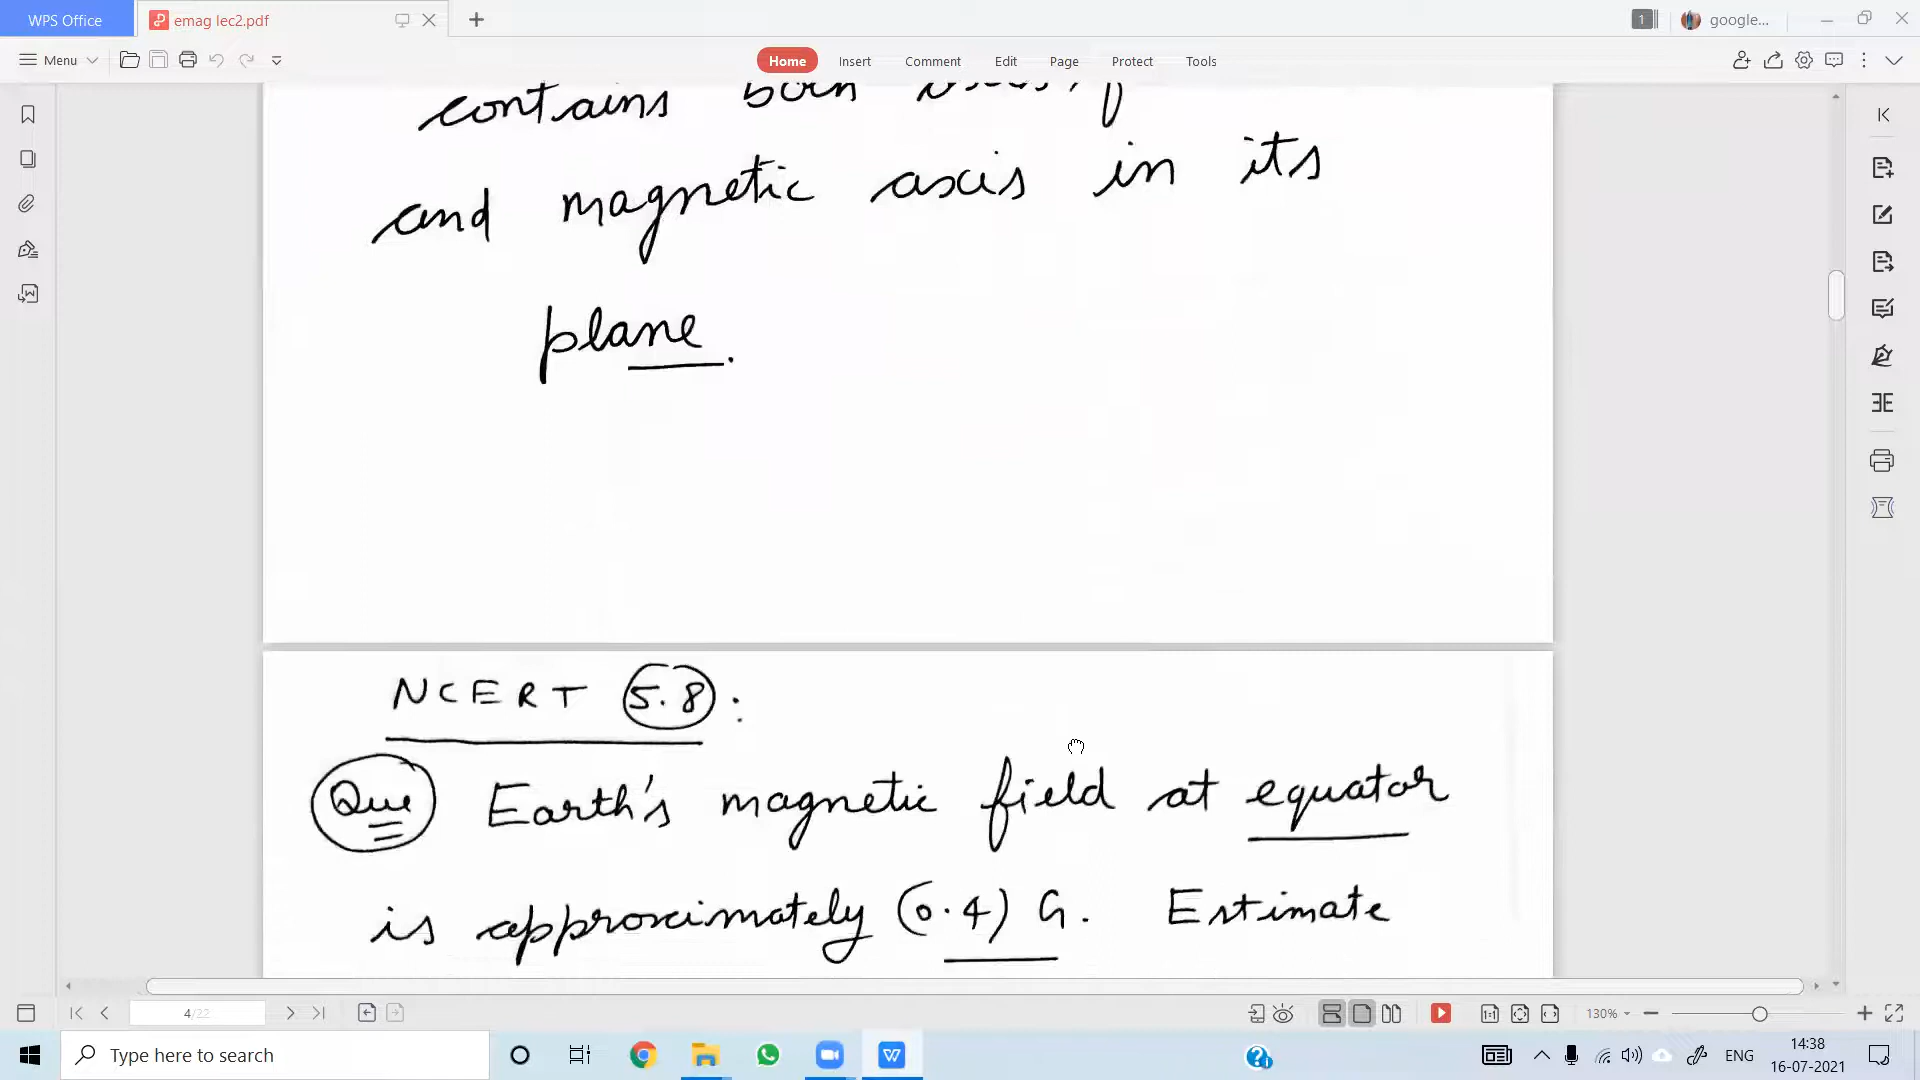 WPS Office
emag lec2.pdf
1
google...
Menu
Home Insert Comment Edit Page Protect Tools
contains
and magnetic axis in its
plane.
NCERT 5.8 :
Que Earth's magnetic field at equator
is approximately (0.4) G. Estimate
4/22
130%
Type here to search
ENG
14:38
16-07-2021